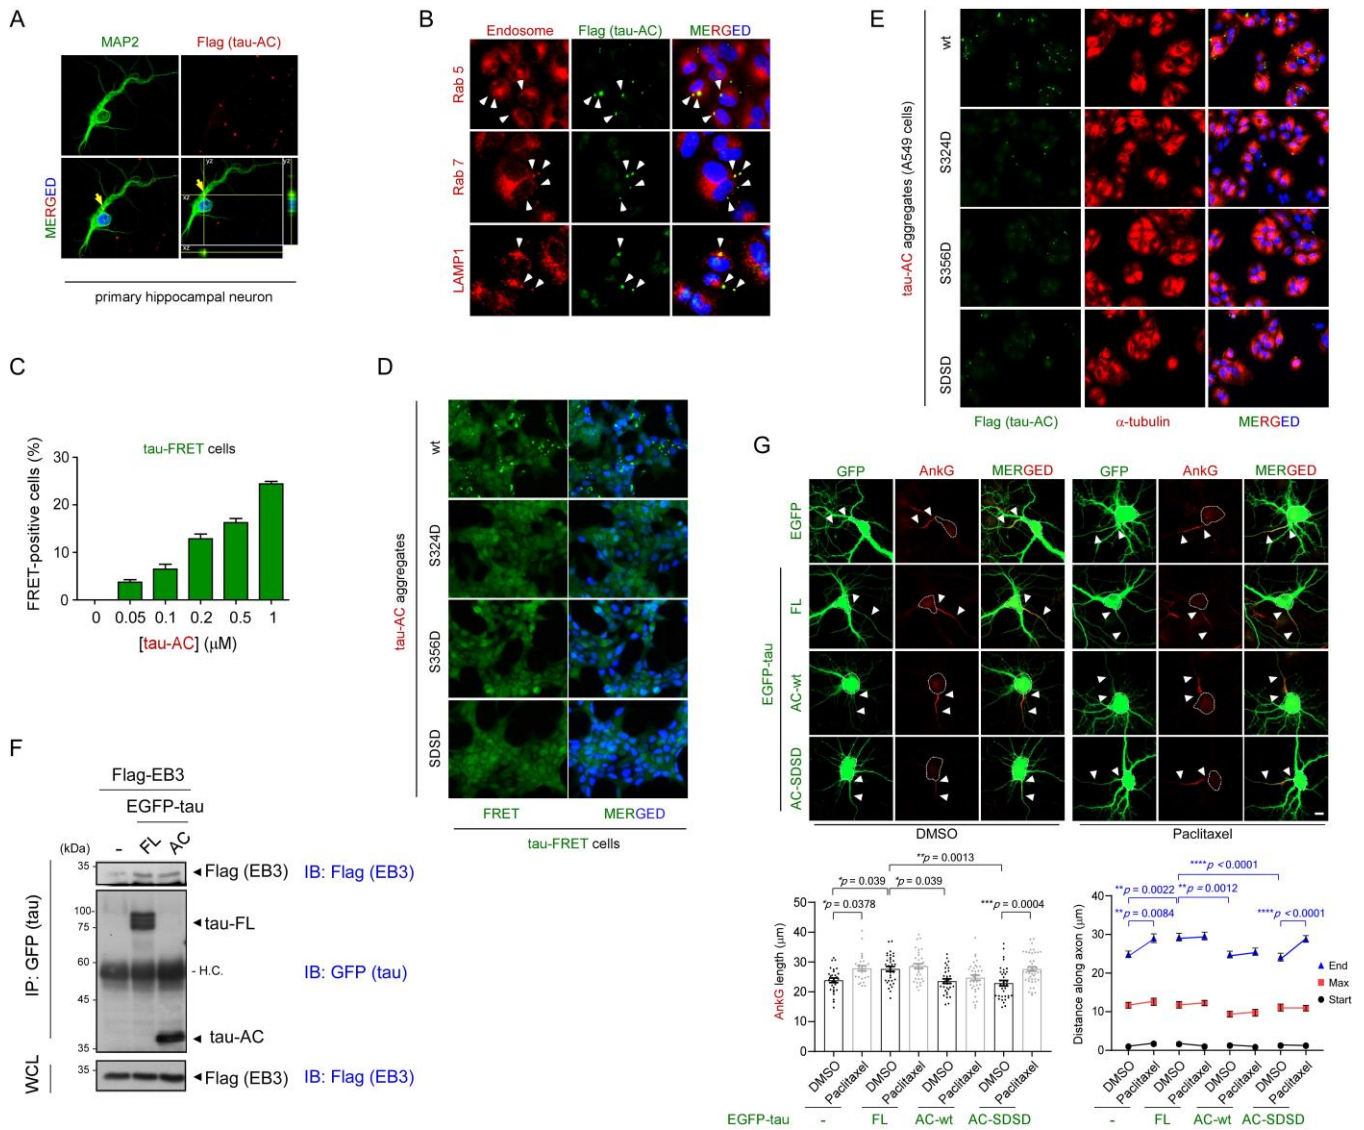 A
MAP2
Flag (tau-AC)
MERGED
yz
yz
xz
xz
primary hippocampal neuron
B
Endosome
Flag (tau-AC)
MERGED
Rab 5
Rab 7
LAMP1
E
tau-AC aggregates (A549 cells)
wt
S324D
S356D
SDSD
Flag (tau-AC)
α-tubulin
MERGED
C
tau-FRET cells
FRET-positive cells (%)
30
20
10
0
0 0.05 0.1 0.2 0.5 1
[tau-AC] (μM)
D
tau-AC aggregates
wt
S324D
S356D
SDSD
FRET
MERGED
tau-FRET cells
F
Flag-EB3
EGFP-tau
(kDa)
- FL AC
IP: GFP (tau)
35
Flag (EB3)
IB: Flag (EB3)
100
75
tau-FL
60
- H.C.
IB: GFP (tau)
45
35
tau-AC
WCL
35
Flag (EB3)
IB: Flag (EB3)
G
GFP AnkG MERGED GFP AnkG MERGED
EGFP
EGFP-tau
FL
AC-wt
AC-SDSD
DMSO
Paclitaxel
**p = 0.0013
*p = 0.039
*p = 0.039
*p = 0.0378
***p = 0.0004
AnkG length (μm)
50
40
30
20
10
0
DMSO Paclitaxel DMSO Paclitaxel DMSO Paclitaxel DMSO Paclitaxel
EGFP-tau - FL AC-wt AC-SDSD
****p < 0.0001
**p = 0.0022
**p = 0.0012
**p = 0.0084
****p < 0.0001
Distance along axon (μm)
40
30
20
10
0
End
Max
Start
DMSO Paclitaxel DMSO Paclitaxel DMSO Paclitaxel DMSO Paclitaxel
- FL AC-wt AC-SDSD